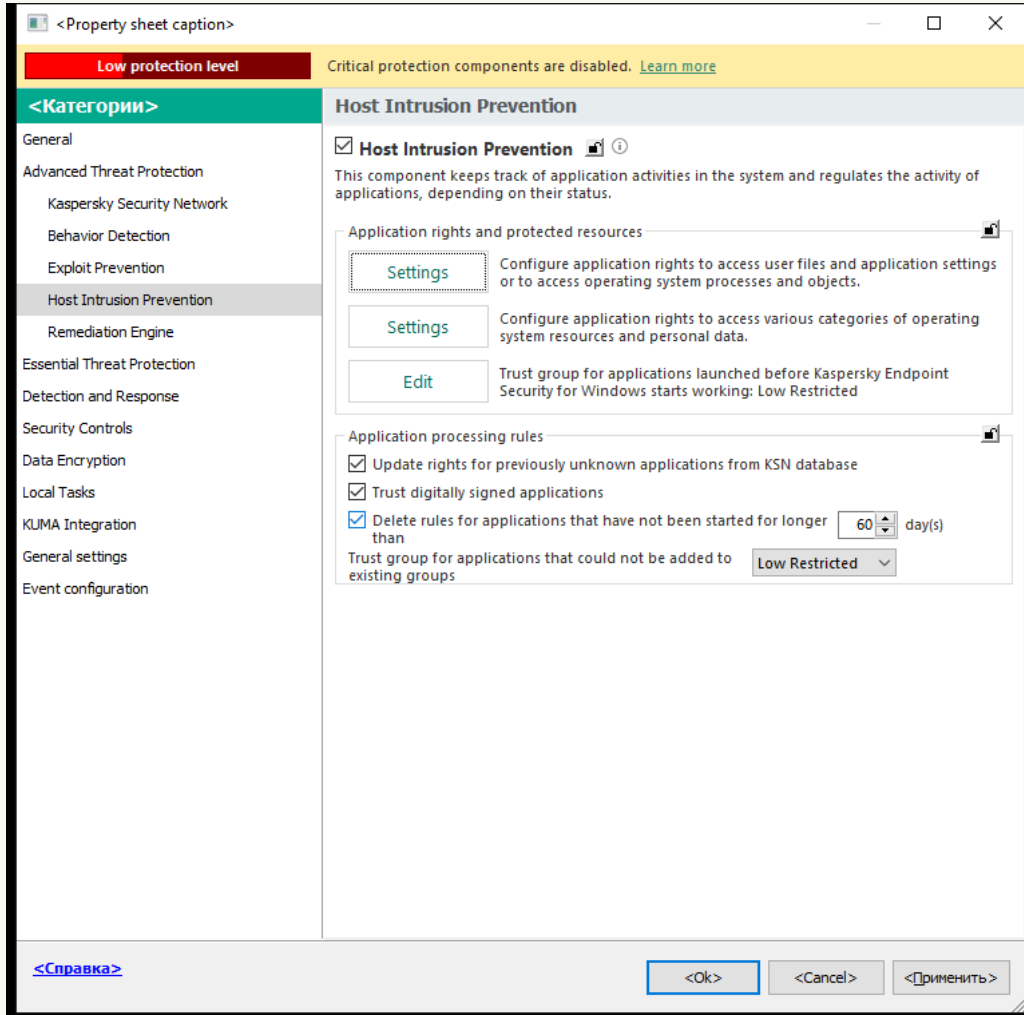 <Property sheet caption>
Low protection level
Critical protection components are disabled. Learn more
<Категории>
General
Advanced Threat Protection
Kaspersky Security Network
Behavior Detection
Exploit Prevention
Host Intrusion Prevention
Remediation Engine
Essential Threat Protection
Detection and Response
Security Controls
Data Encryption
Local Tasks
KUMA Integration
General settings
Event configuration
Host Intrusion Prevention
Host Intrusion Prevention
This component keeps track of application activities in the system and regulates the activity of
applications, depending on their status.
Application rights and protected resources
Settings
Configure application rights to access user files and application settings
or to access operating system processes and objects.
Settings
Configure application rights to access various categories of operating
system resources and personal data.
Edit
Trust group for applications launched before Kaspersky Endpoint
Security for Windows starts working: Low Restricted
Application processing rules
Update rights for previously unknown applications from KSN database
Trust digitally signed applications
Delete rules for applications that have not been started for longer
than
60 day(s)
Trust group for applications that could not be added to
existing groups
Low Restricted
<Справка>
<Ok>
<Cancel>
<Применить>